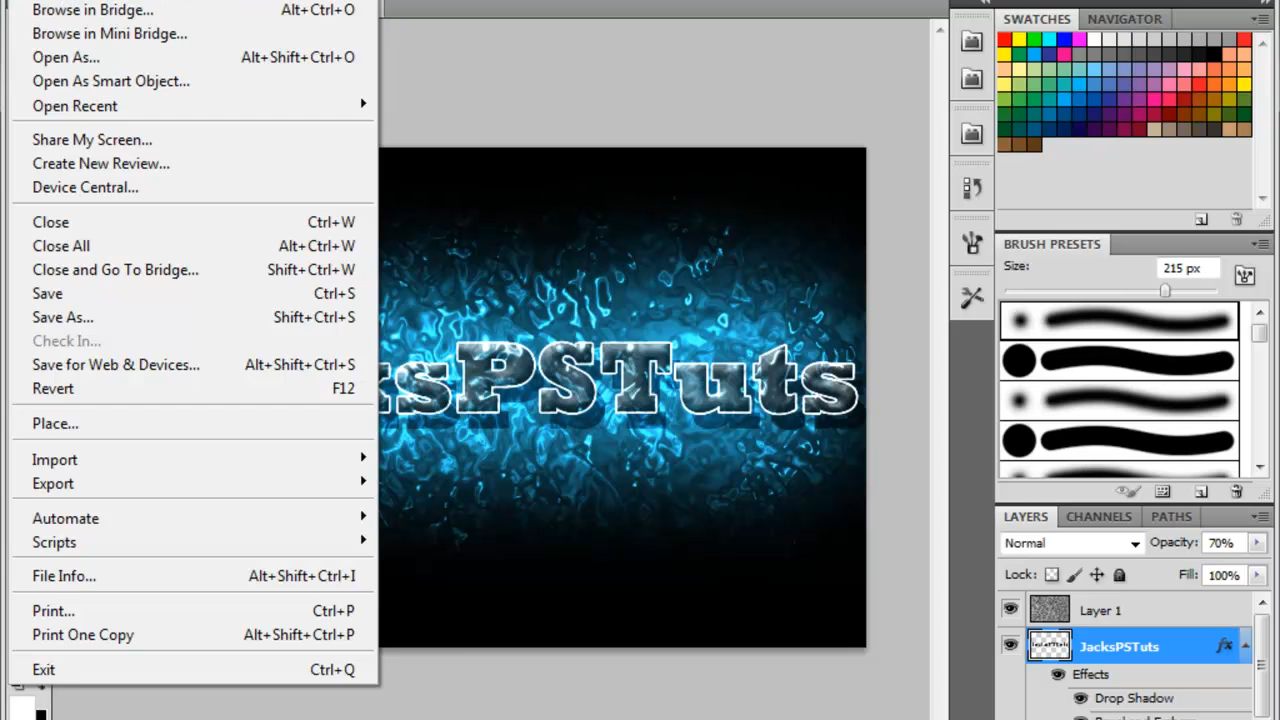 Browse in Bridge... Alt+Ctrl+O
Browse in Mini Bridge...
Open As... Alt+Shift+Ctrl+O
Open As Smart Object...
Open Recent
Share My Screen...
Create New Review...
Device Central...
Close Ctrl+W
Close All Alt+Ctrl+W
Close and Go To Bridge... Shift+Ctrl+W
Save Ctrl+S
Save As... Shift+Ctrl+S
Check In...
Save for Web & Devices... Alt+Shift+Ctrl+S
Revert F12
Place...
Import
Export
Automate
Scripts
File Info... Alt+Shift+Ctrl+I
Print... Ctrl+P
Print One Copy Alt+Shift+Ctrl+P
Exit Ctrl+Q
ksPSTuts
SWATCHES NAVIGATOR
BRUSH PRESETS
Size: 215 px
LAYERS CHANNELS PATHS
Normal Opacity: 70%
Lock: Fill: 100%
Layer 1
JacksPSTuts fx
Effects
Drop Shadow